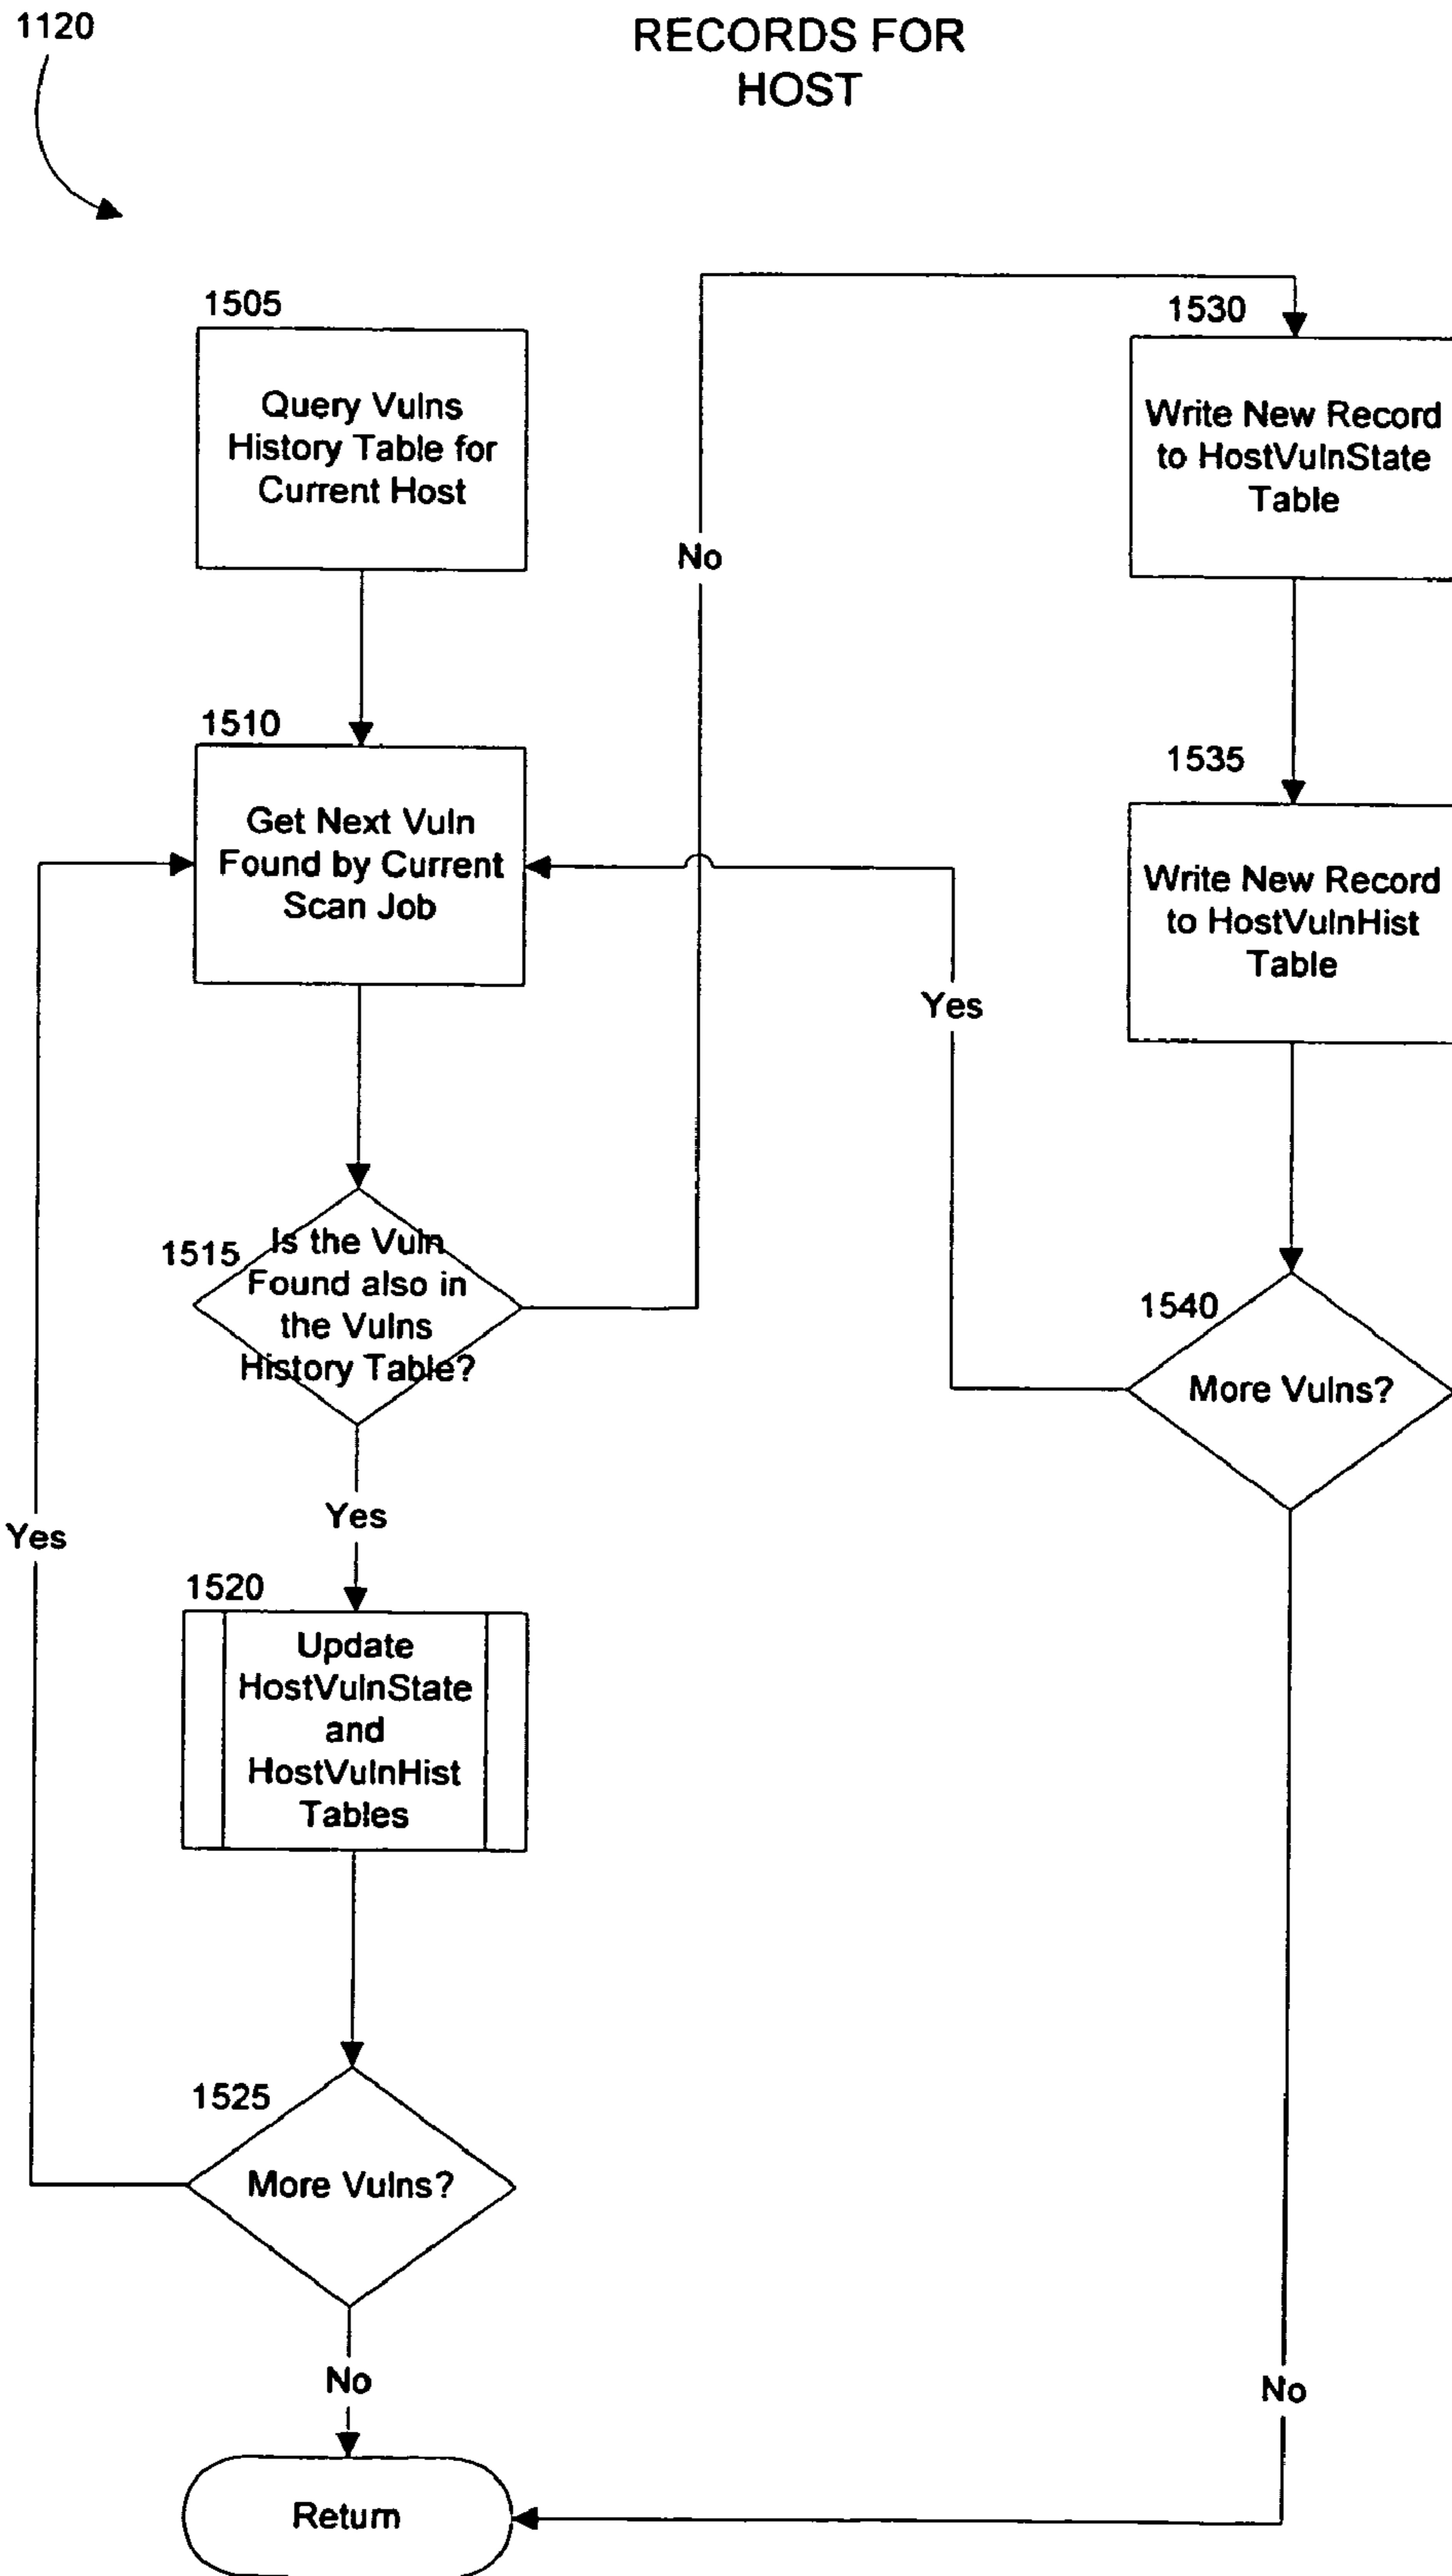 1120
RECORDS FOR
HOST
1505
Query Vulns
History Table for
Current Host
1510
Get Next Vuln
Found by Current
Scan Job
1515
Is the Vuln
Found also in
the Vulns
History Table?
Yes
1520
Update
HostVulnState
and
HostVulnHist
Tables
Yes
1525
More Vulns?
No
Return
No
1530
Write New Record
to HostVulnState
Table
1535
Write New Record
to HostVulnHist
Table
Yes
1540
More Vulns?
No